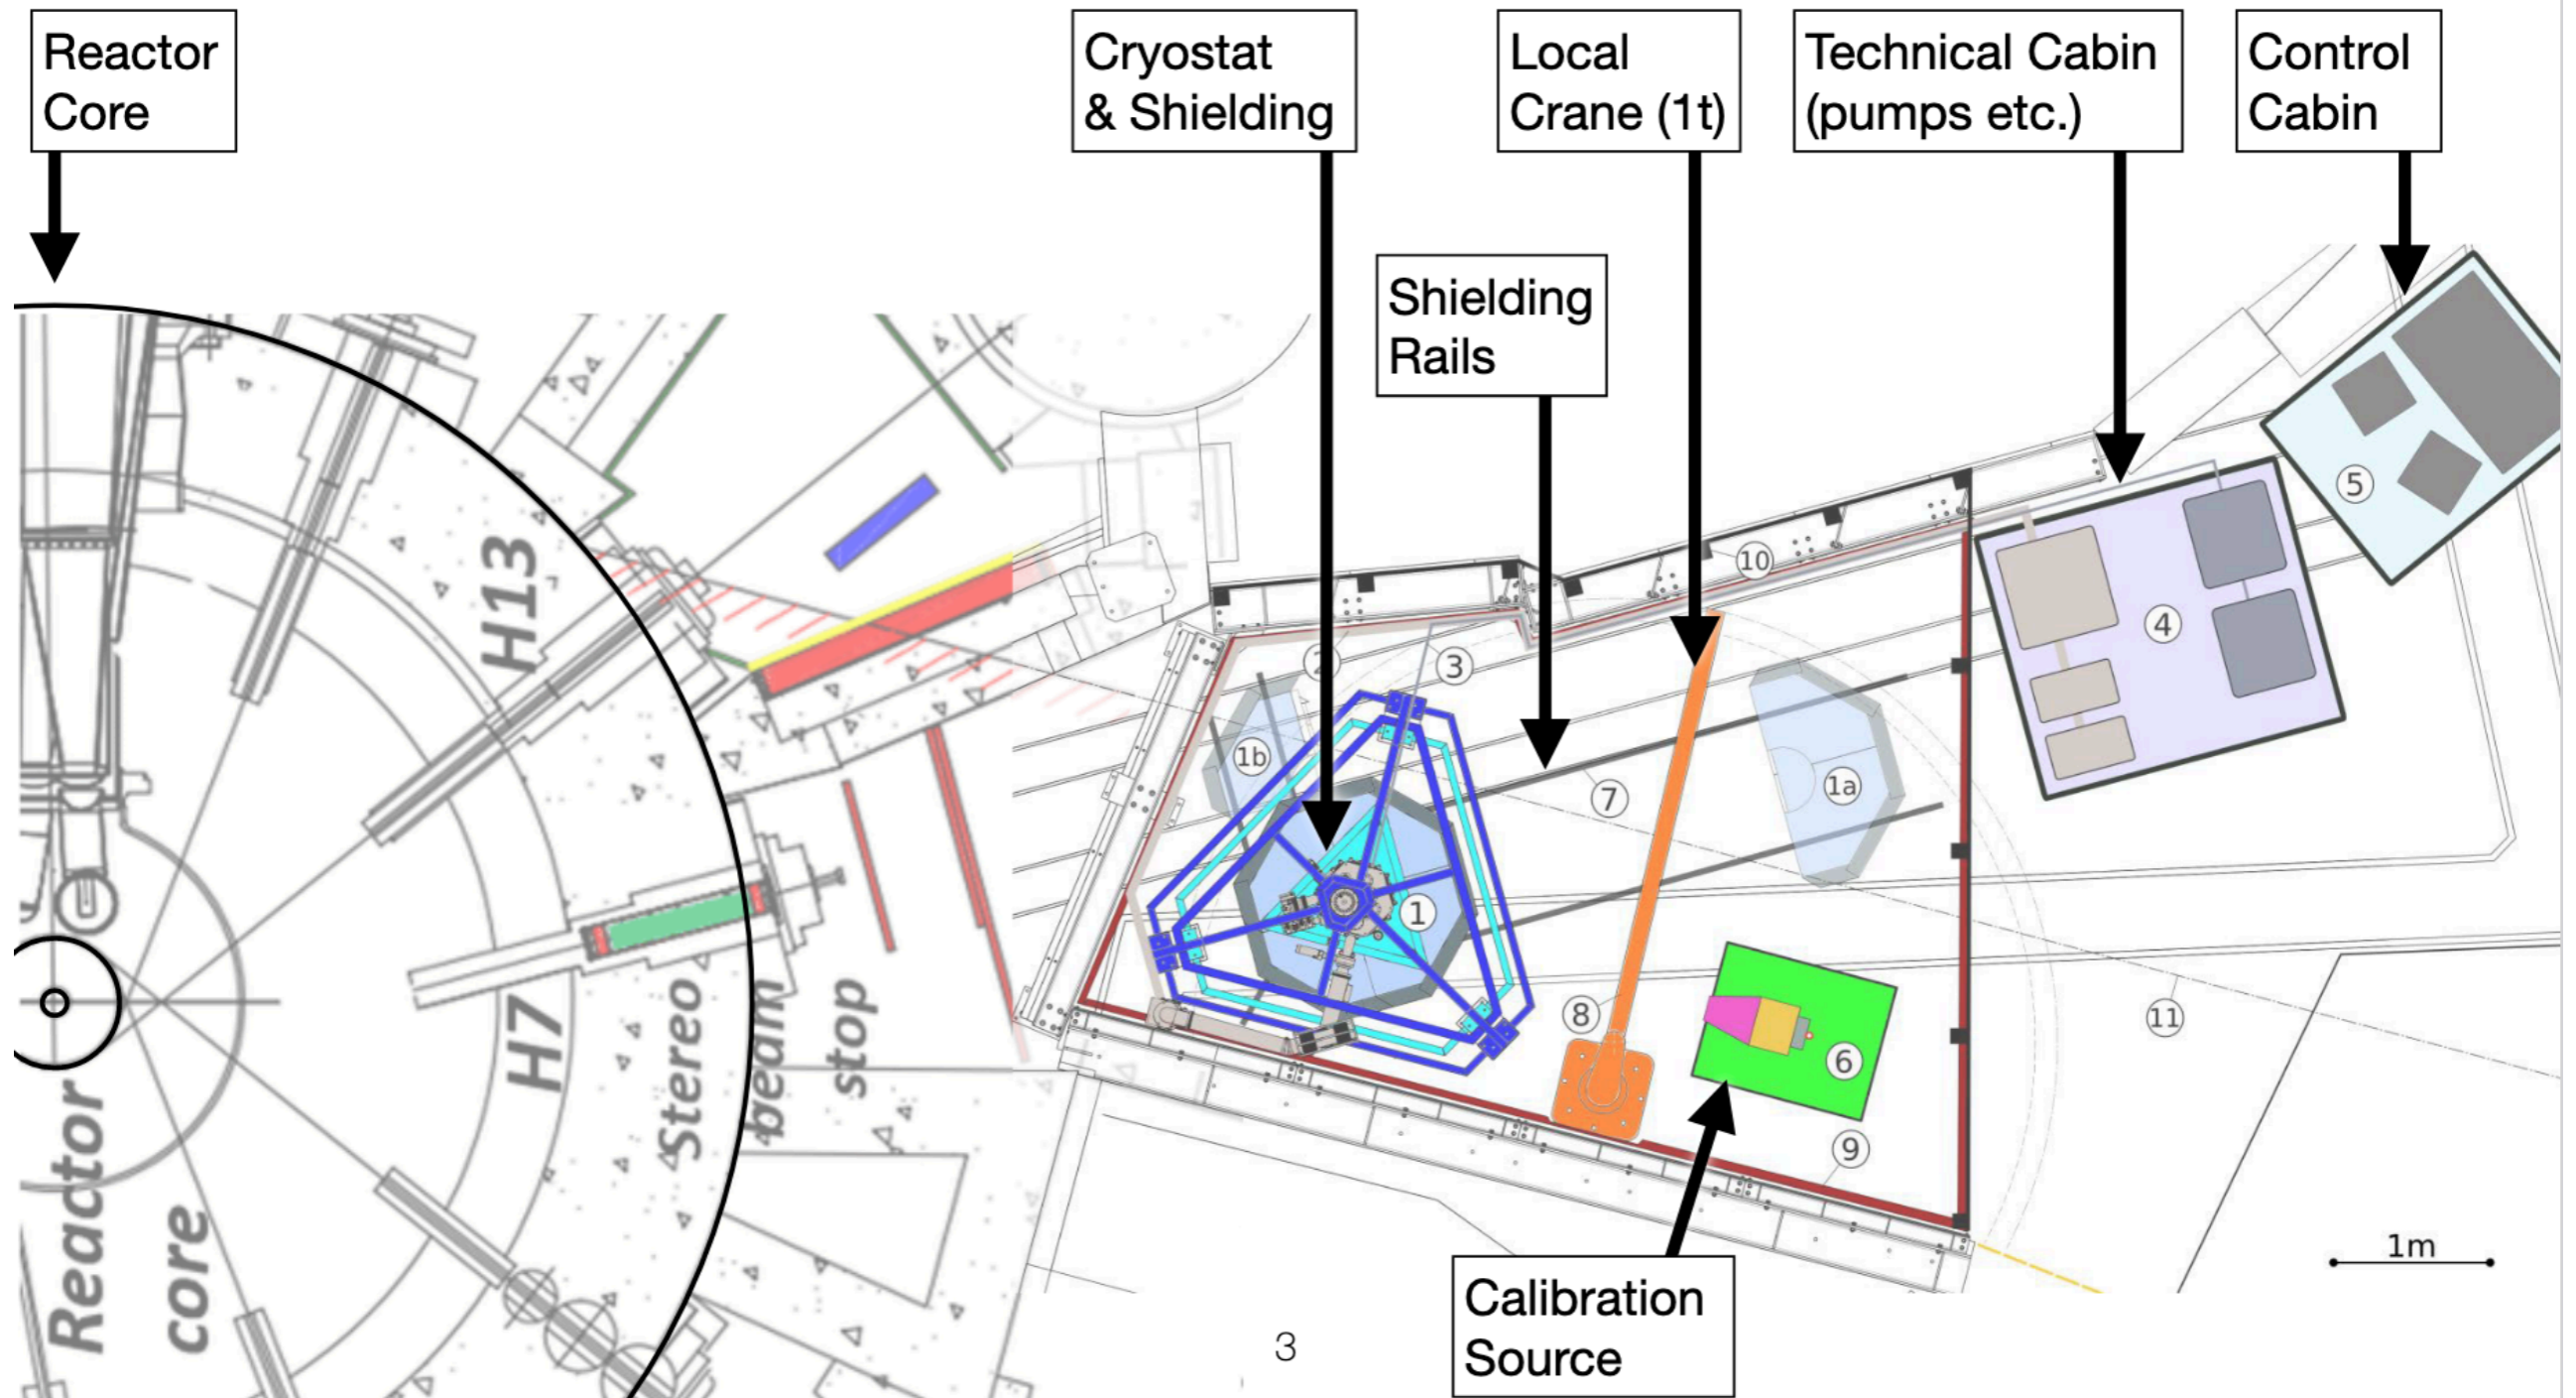 Reactor
Core
Cryostat
& Shielding
Local
Crane (1t)
Technical Cabin
(pumps etc.)
Control
Cabin
Shielding
Rails
H13
H7
Stereo
beam
stop
Reactor
core
1b
2
3
10
5
4
7
1a
1
8
6
11
9
1m
Calibration
Source
3